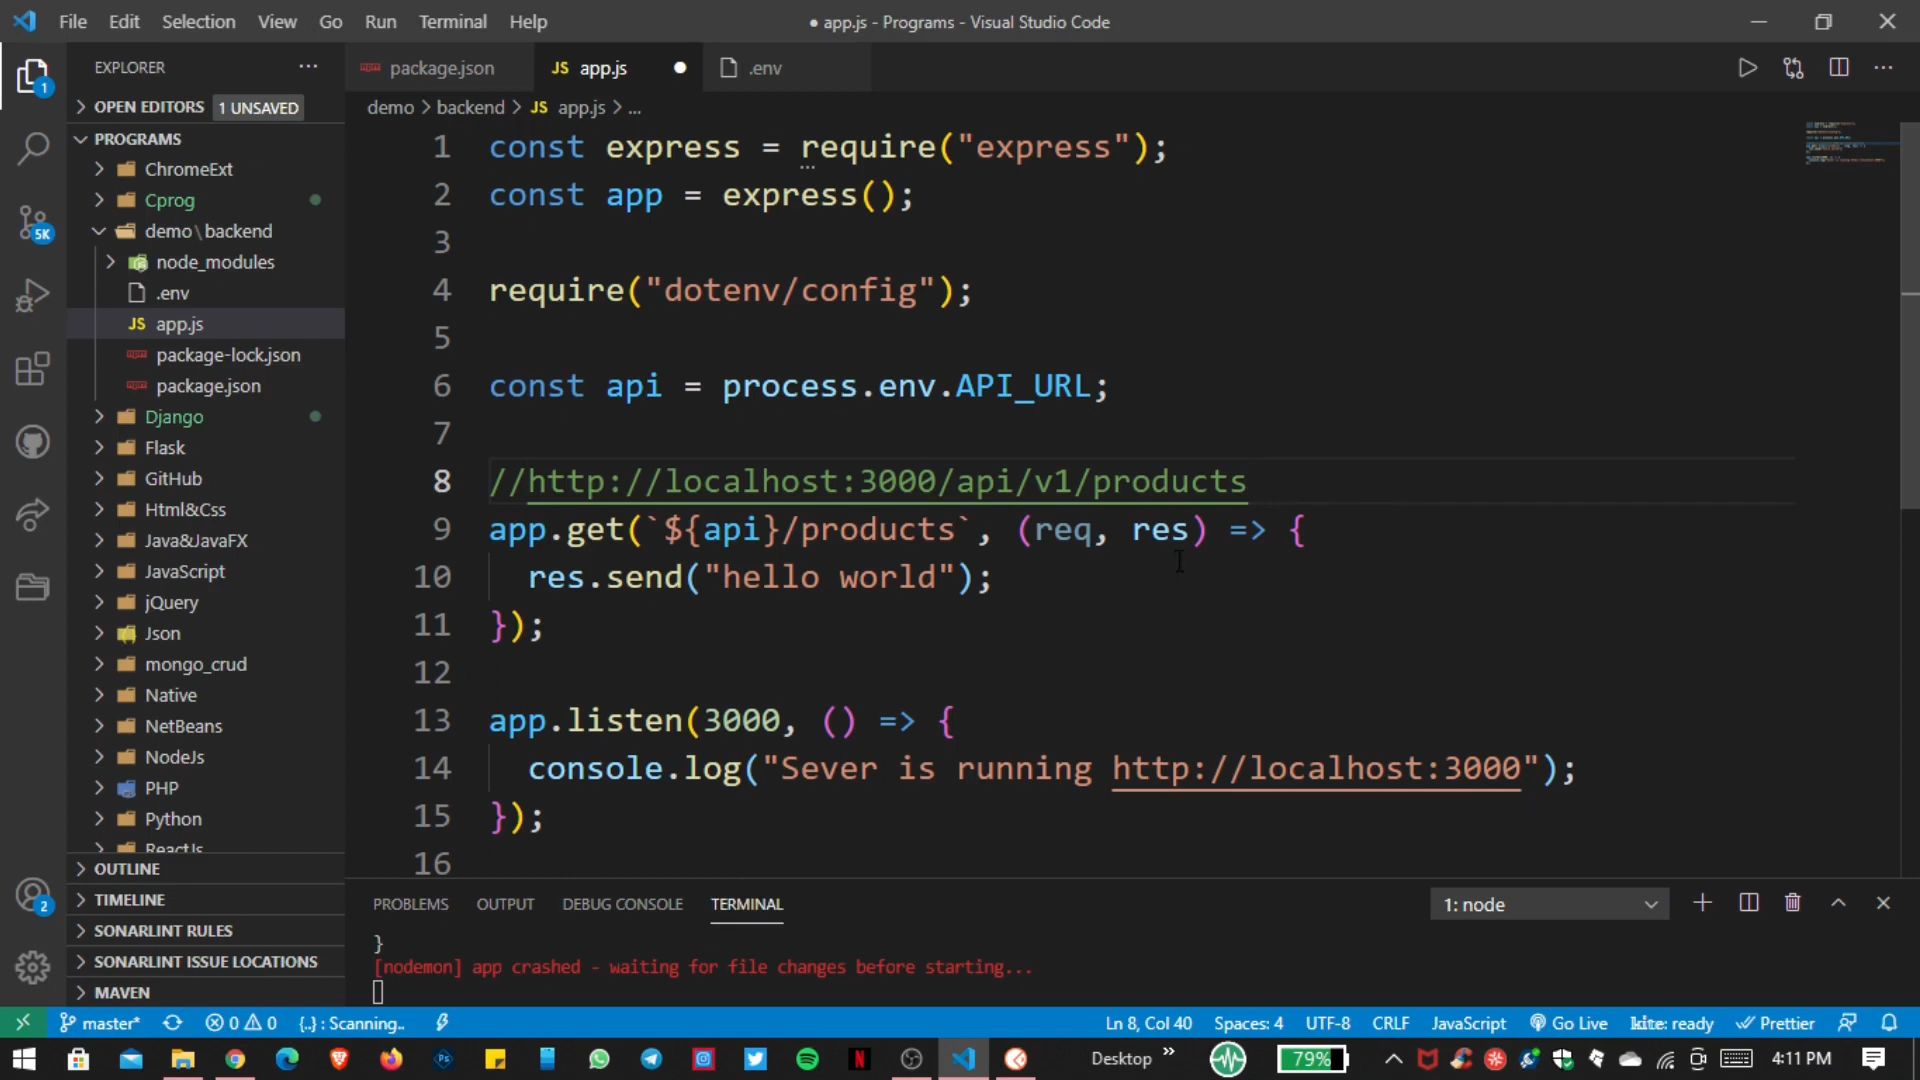 File Edit Selection View Go Run Terminal Help
● app.js - Programs - Visual Studio Code
EXPLORER
package.json
JS app.js
.env
OPEN EDITORS 1 UNSAVED
demo > backend > JS app.js > ...
PROGRAMS
ChromeExt
Cprog
demo\backend
node_modules
.env
JS app.js
package-lock.json
package.json
Django
Flask
GitHub
Html&Css
Java&JavaFX
JavaScript
jQuery
Json
mongo_crud
Native
NetBeans
NodeJs
PHP
Python
ReactJs
OUTLINE
TIMELINE
SONARLINT RULES
SONARLINT ISSUE LOCATIONS
MAVEN
1
5K
2
1 const express = require("express");
2 const app = express();
3
4 require("dotenv/config");
5
6 const api = process.env.API_URL;
7
8 //http://localhost:3000/api/v1/products
9 app.get(`${api}/products`, (req, res) => {
10 res.send("hello world");
11 });
12
13 app.listen(3000, () => {
14 console.log("Sever is running http://localhost:3000");
15 });
16
PROBLEMS OUTPUT DEBUG CONSOLE TERMINAL
1: node
}
[nodemon] app crashed - waiting for file changes before starting...
master* 0 0 {..} : Scanning..
Ln 8, Col 40 Spaces: 4 UTF-8 CRLF JavaScript Go Live kite: ready Prettier
Desktop » 79% 4:11 PM